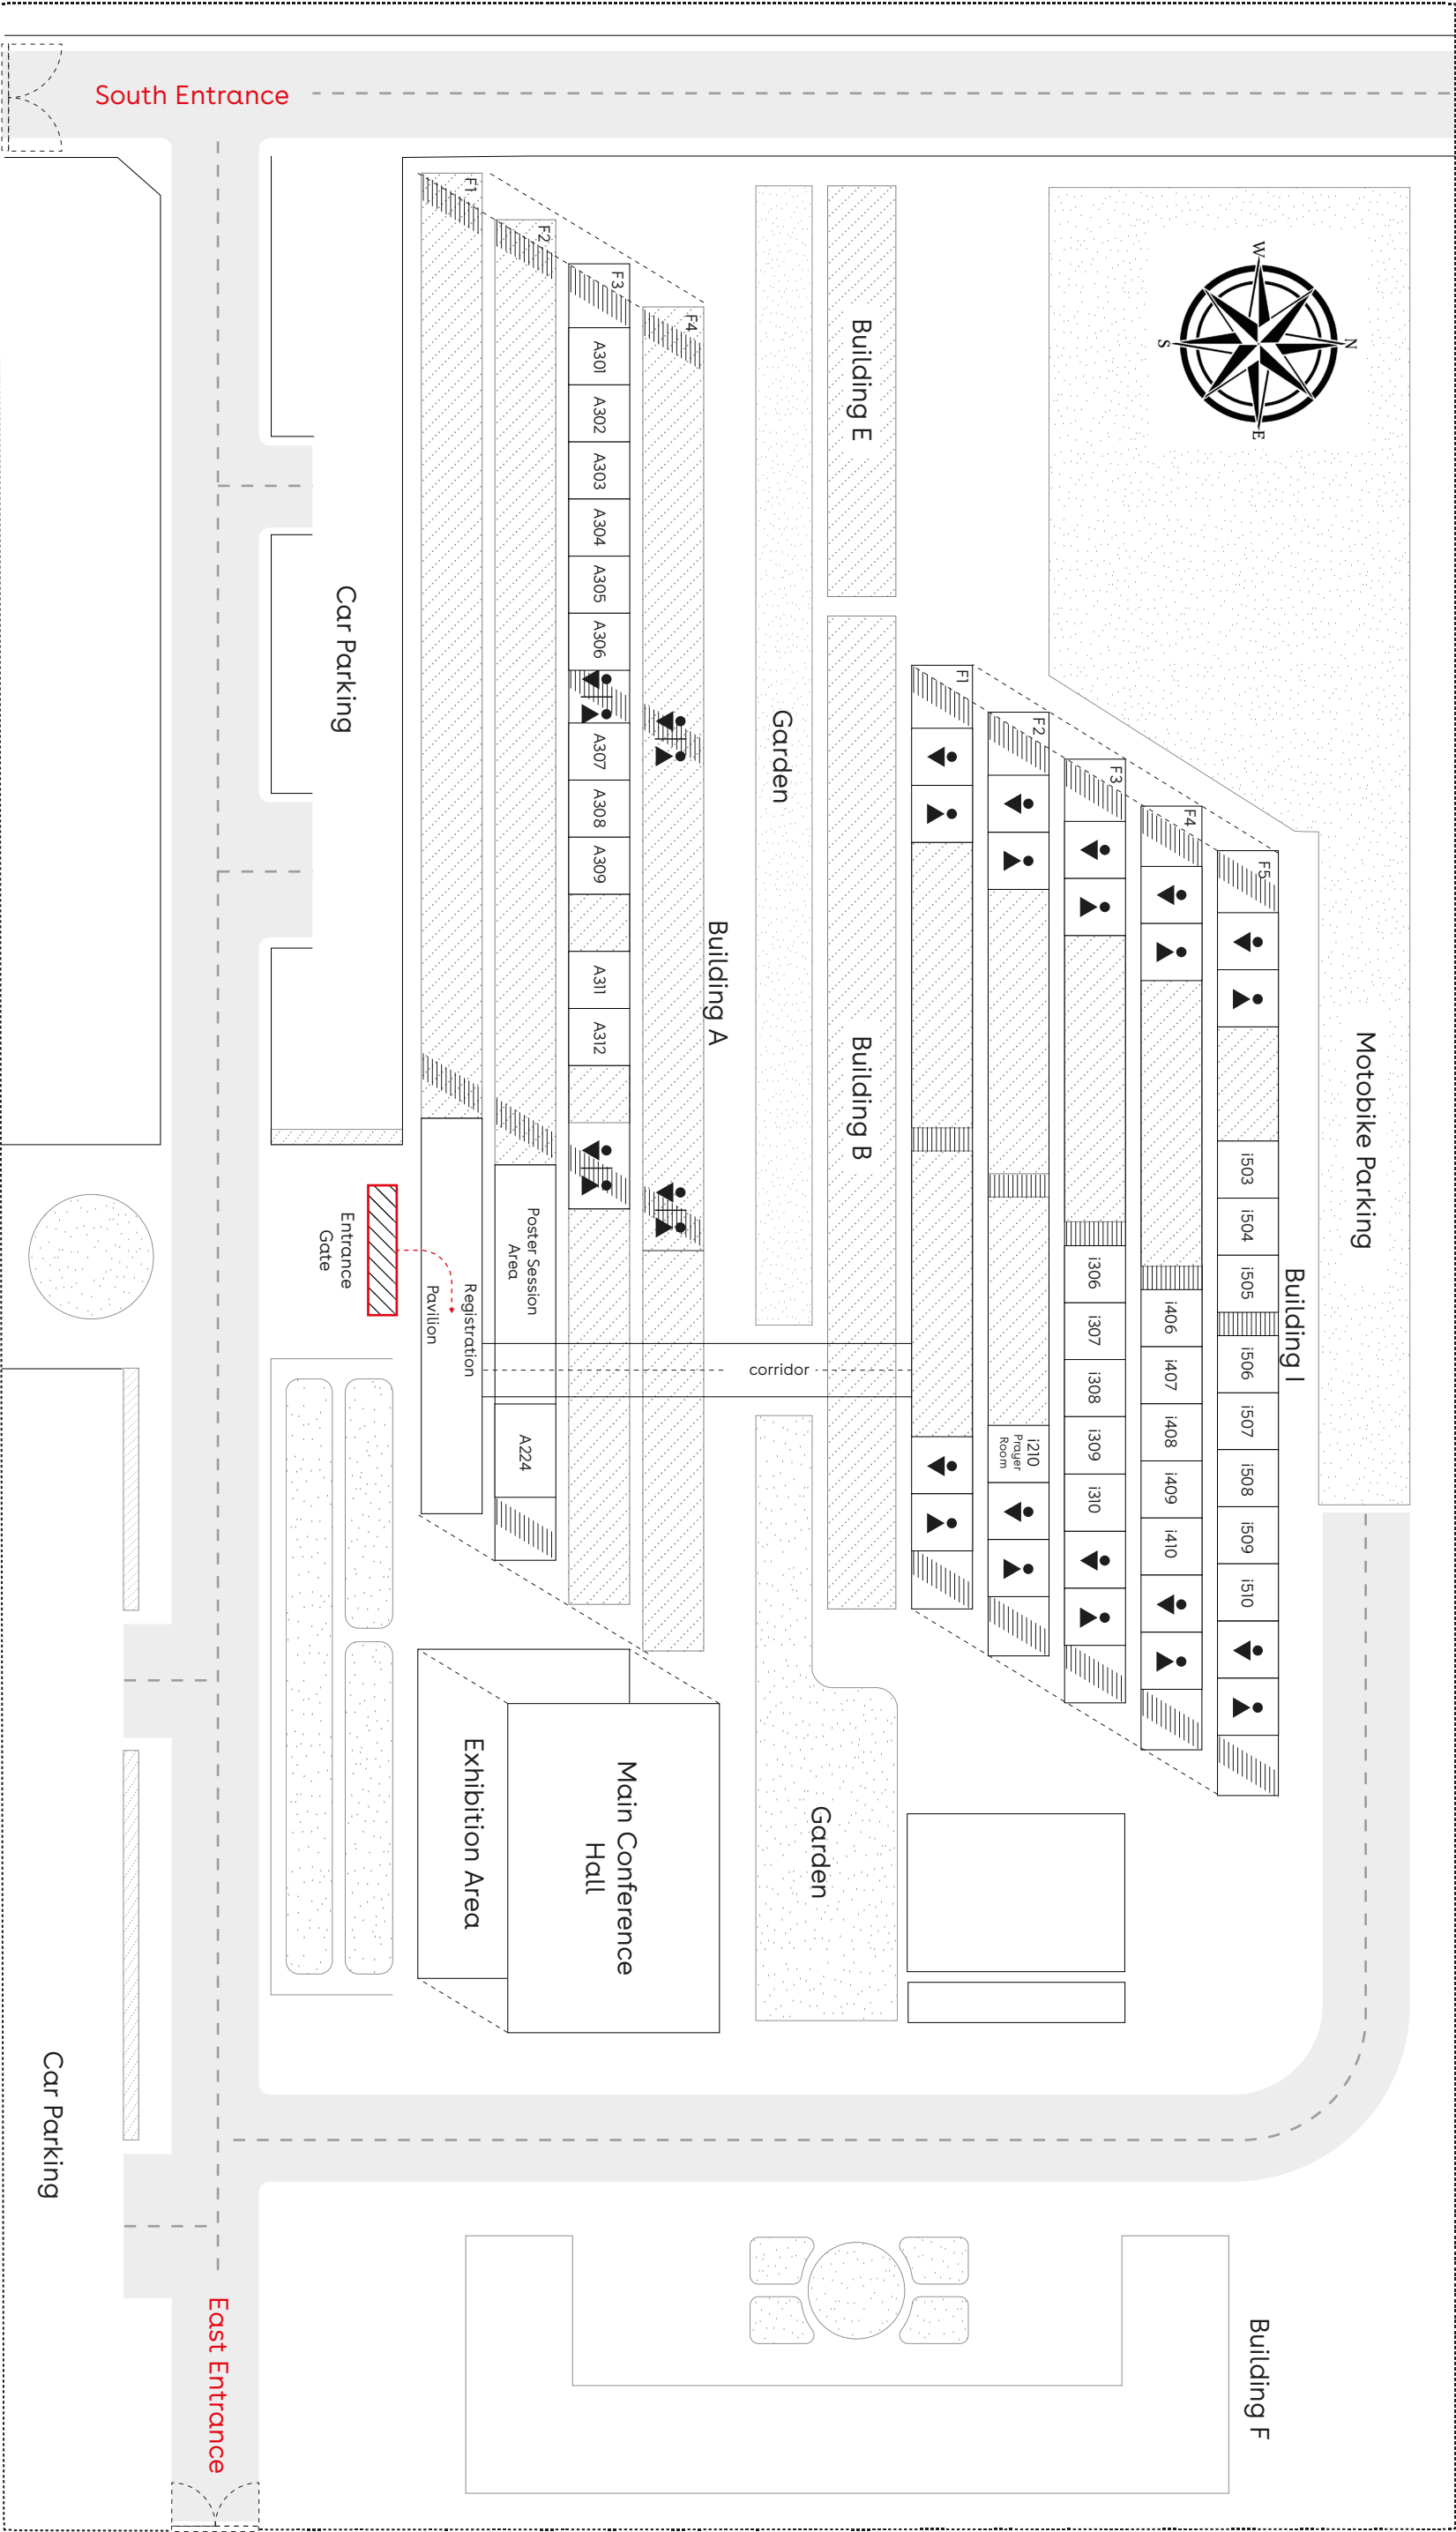 South Entrance
W
N
S
E
F1
F2
F3
F4
A301
A302
A303
A304
A305
A306
A307
A308
A309
A311
A312
Building A
Car Parking
Building E
Garden
Building B
F1
F2
F3
F4
F5
Motobike Parking
Building I
i503
i504
i505
i506
i507
i508
i509
i510
i406
i407
i408
i409
i410
i306
i307
i308
i309
i310
i210
Prayer
Room
Entrance
Gate
Registration
Pavilion
Poster Session
Area
A224
corridor
Main Conference
Hall
Exhibition Area
Garden
Car Parking
East Entrance
Building F